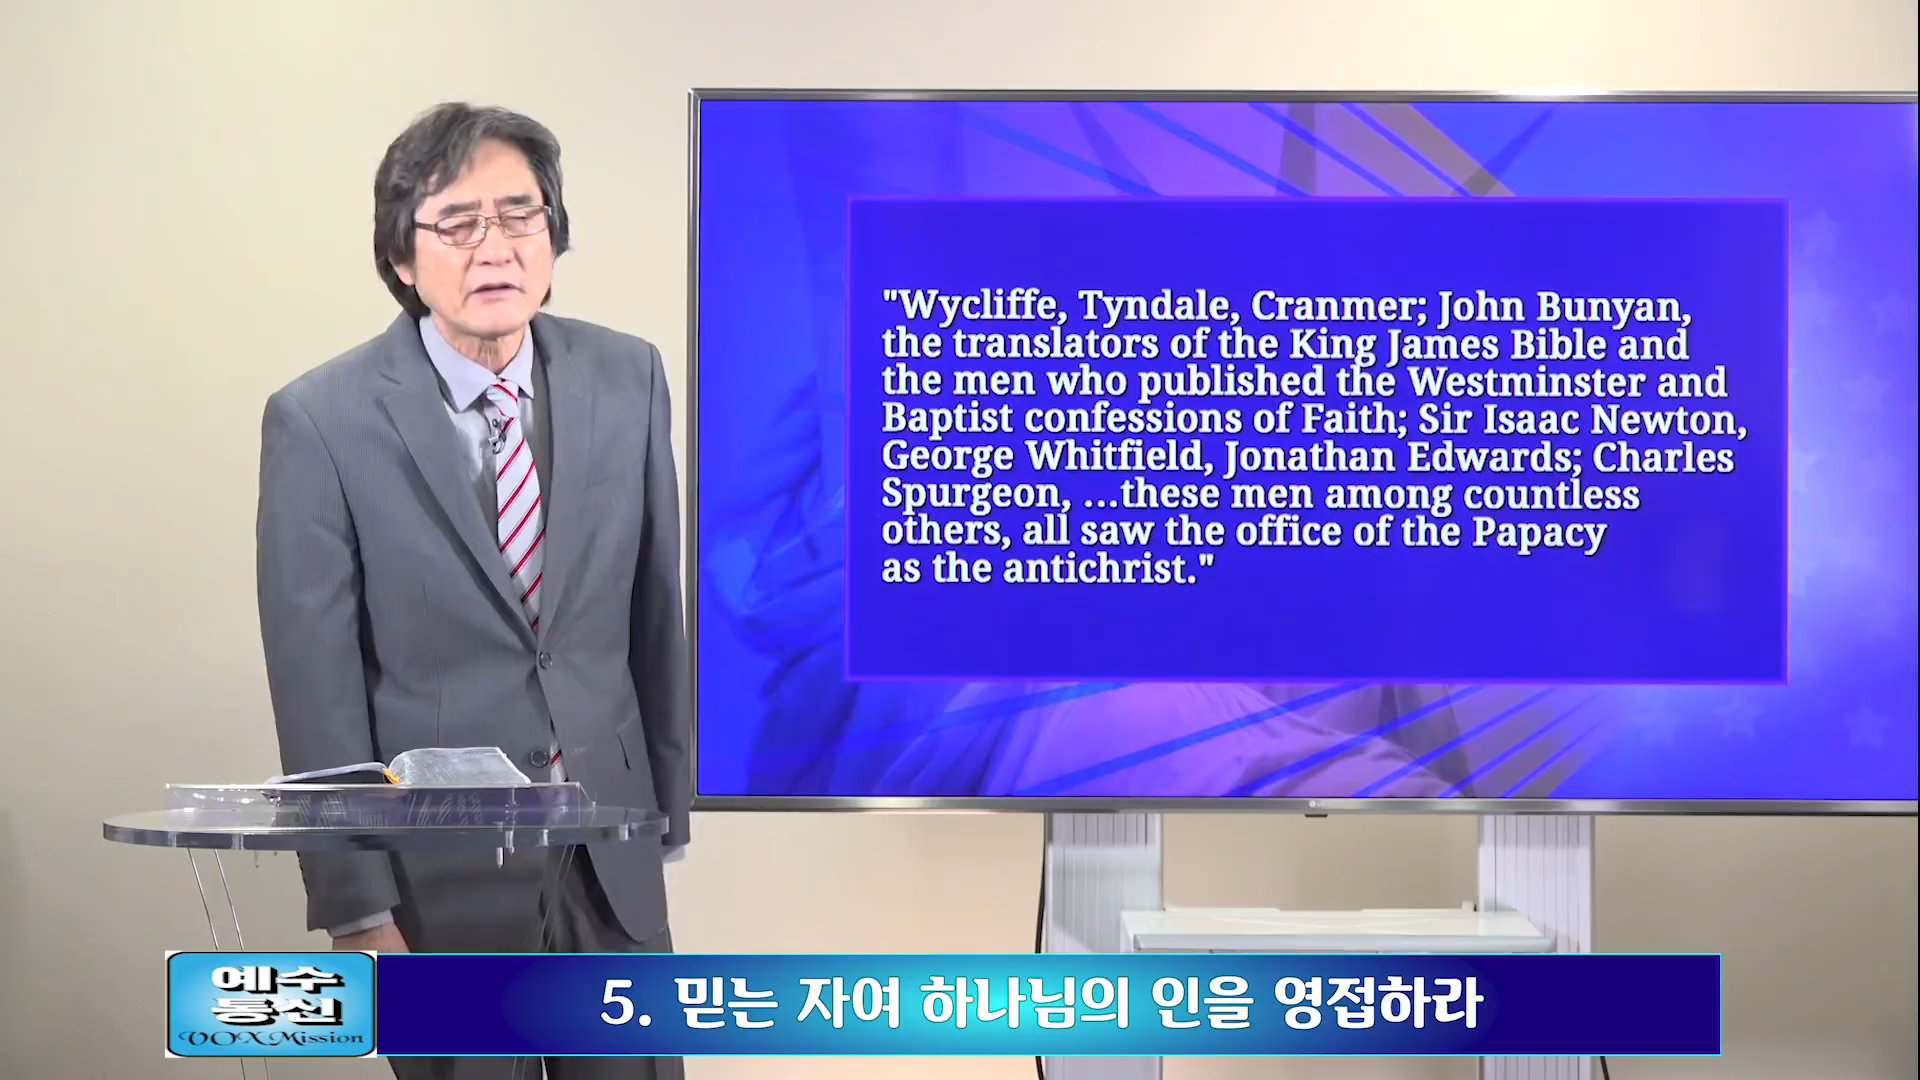 "Wycliffe, Tyndale, Cranmer; John Bunyan,
the translators of the King James Bible and
the men who published the Westminster and
Baptist confessions of Faith; Sir Isaac Newton,
George Whitfield, Jonathan Edwards; Charles
Spurgeon, ...these men among countless
others, all saw the office of the Papacy
as the antichrist."
LG
예수
통신
VOX Mission
5. 믿는 자여 하나님의 인을 영접하라